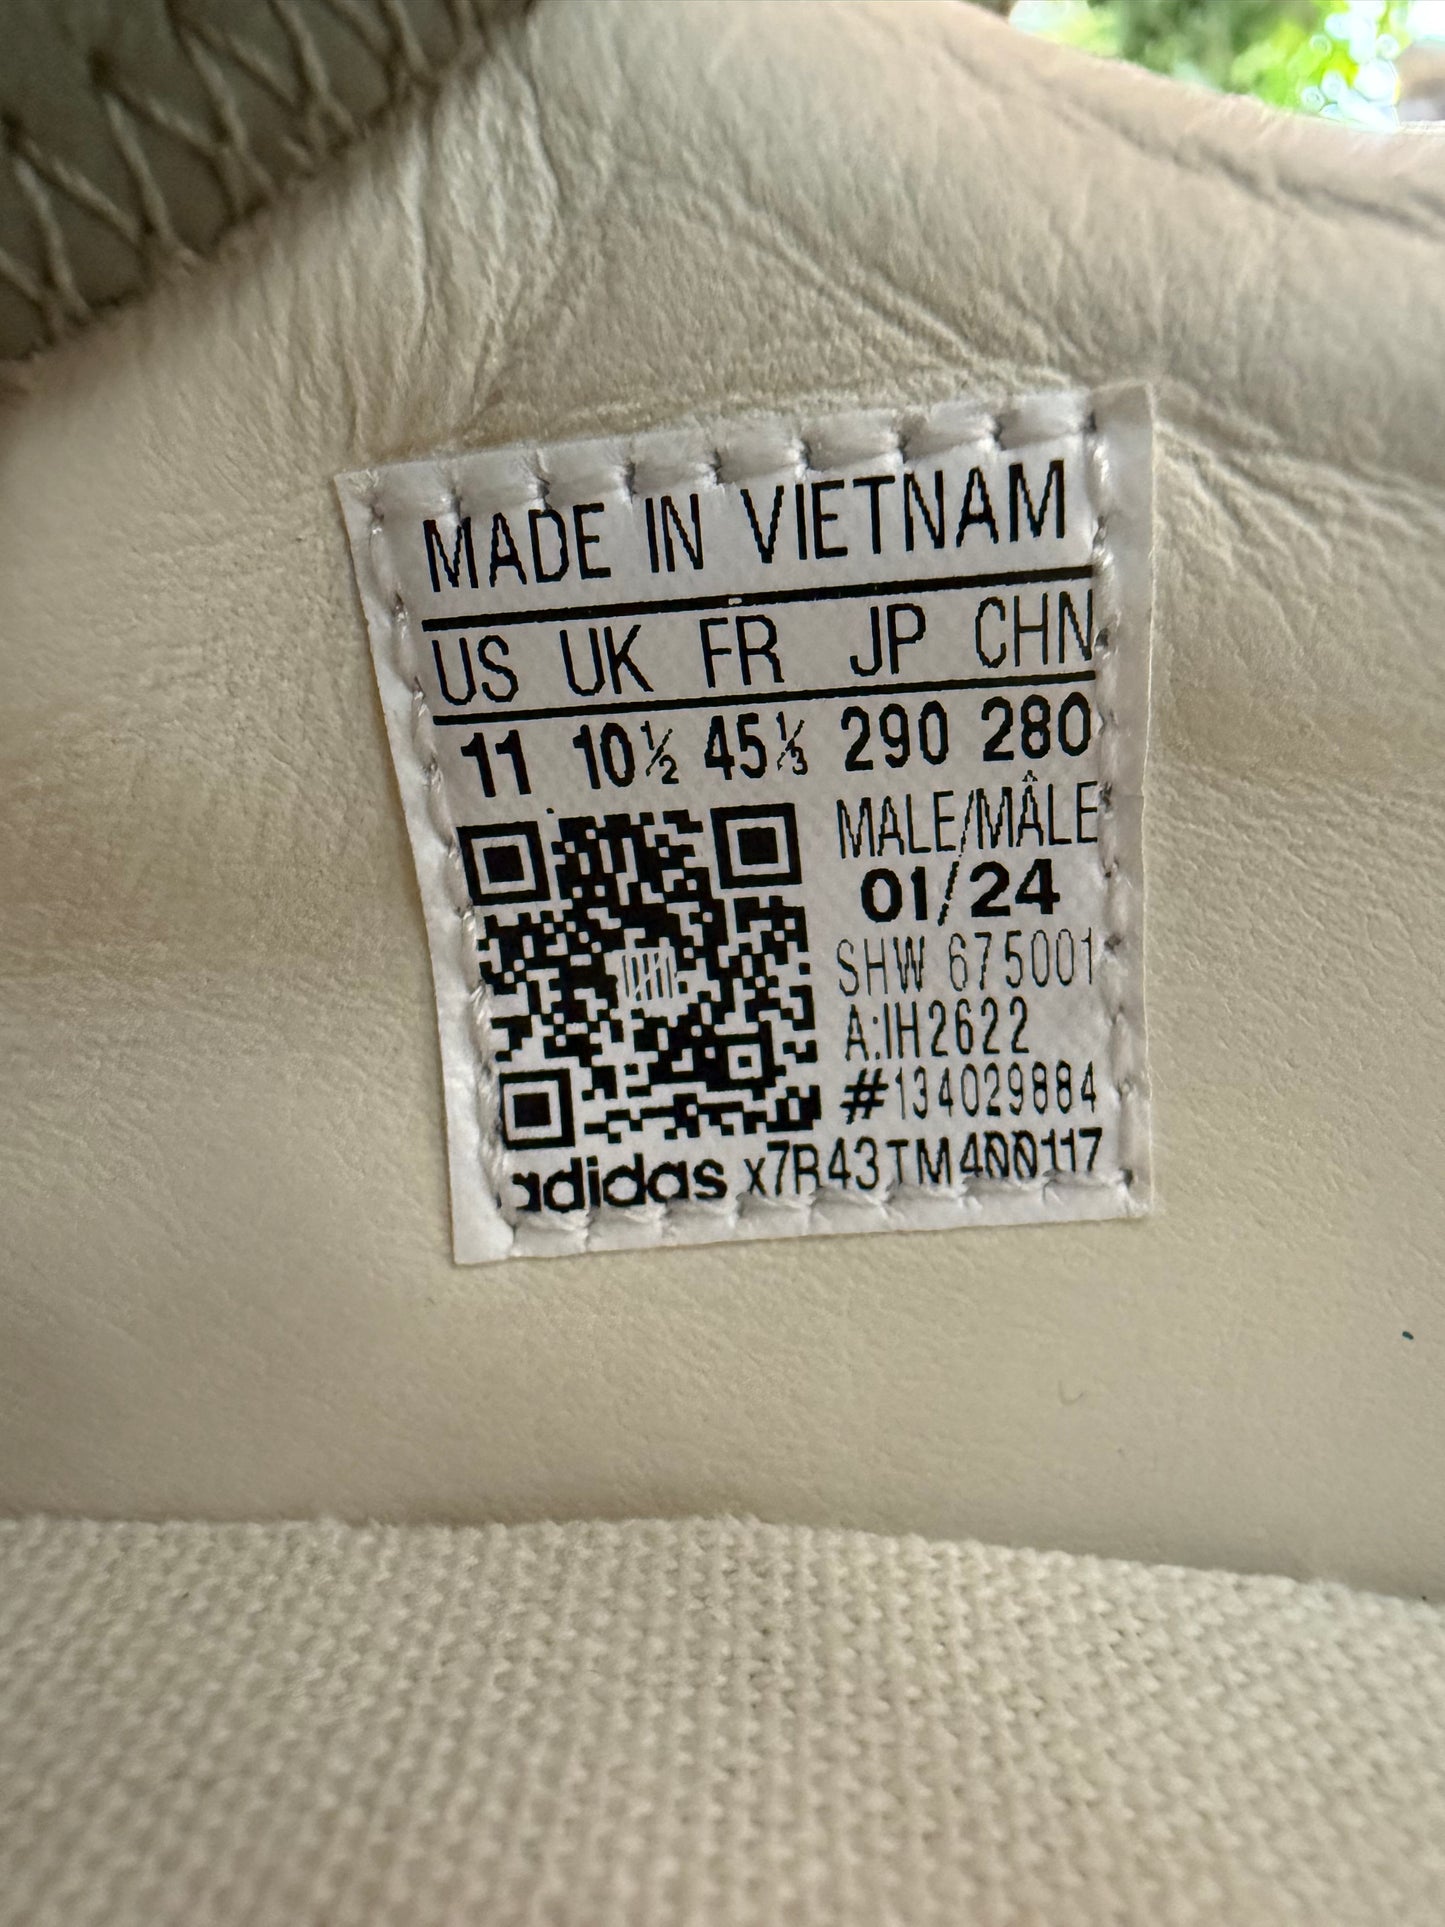 MADE IN VIETNAM
US UK FR JP CHN
11 10½ 45⅓ 290 280
MALE/MÂLE
01/24
SHW 675001
A:IH2622
#134029884
adidas x7R43TM400117